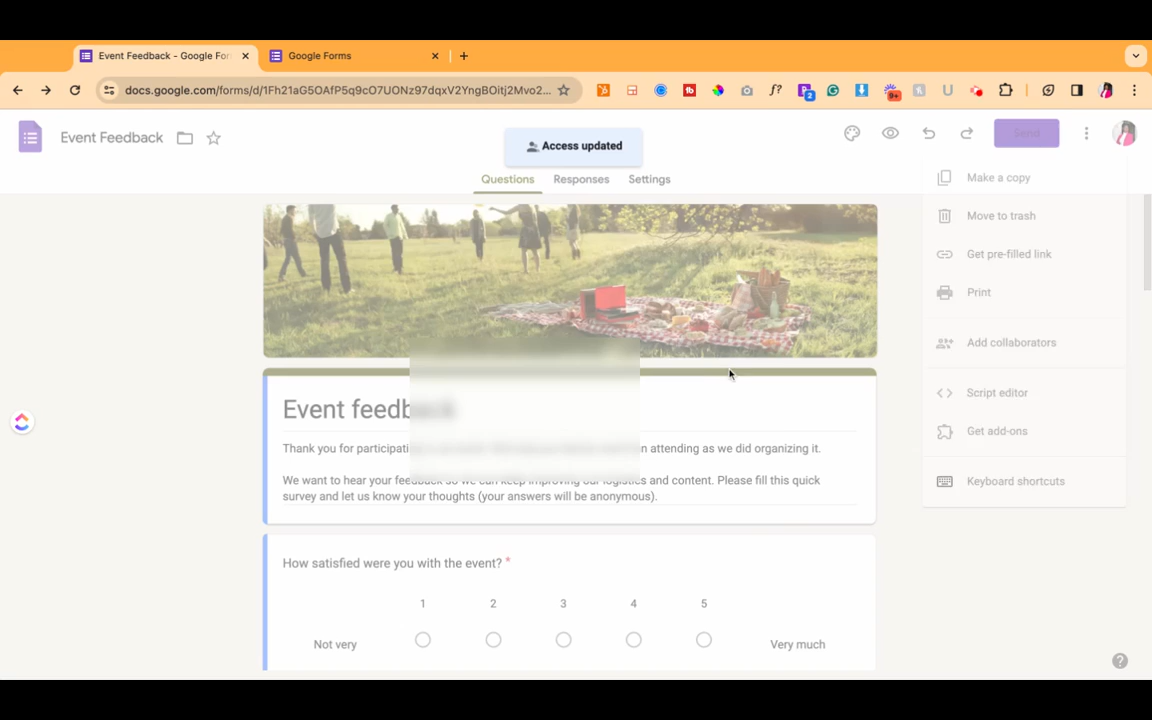 Event Feedback - Google For
Google Forms
docs.google.com/forms/d/1Fh21aG5OAfP5q9cO7UONz97dqxV2YngBOitj2Mvo2...
2
9+
Event Feedback
Access updated
Send
Questions
Responses
Settings
Make a copy
Move to trash
Get pre-filled link
Print
Add collaborators
Script editor
Get add-ons
Keyboard shortcuts
Event feedback
Thank you for participati n attending as we did organizing it.
We want to hear your feedback so we can keep improving our logistics and content. Please fill this quick
survey and let us know your thoughts (your answers will be anonymous).
How satisfied were you with the event? *
1 2 3 4 5
Not very Very much